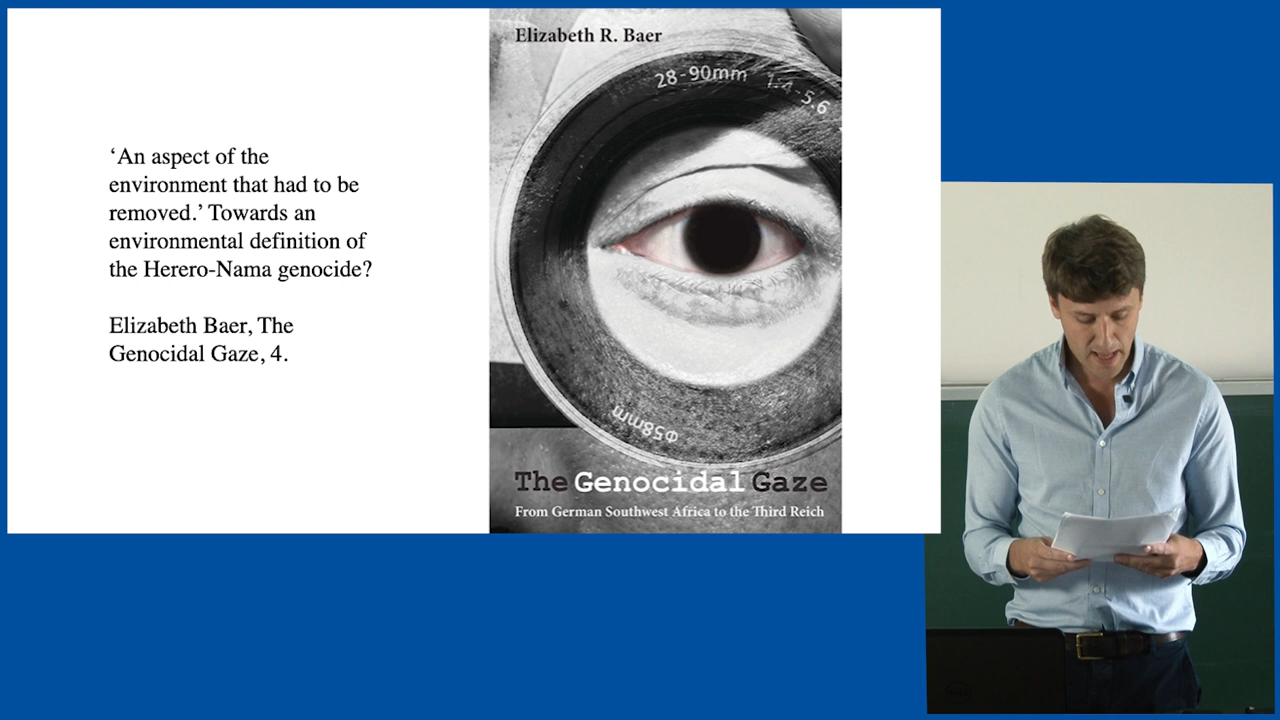 ‘An aspect of the
environment that had to be
removed.’ Towards an
environmental definition of
the Herero-Nama genocide?
Elizabeth Baer, The
Genocidal Gaze, 4.
Elizabeth R. Baer
28-90mm 1:4-5.6
Φ58mm
The Genocidal Gaze
From German Southwest Africa to the Third Reich
DELL